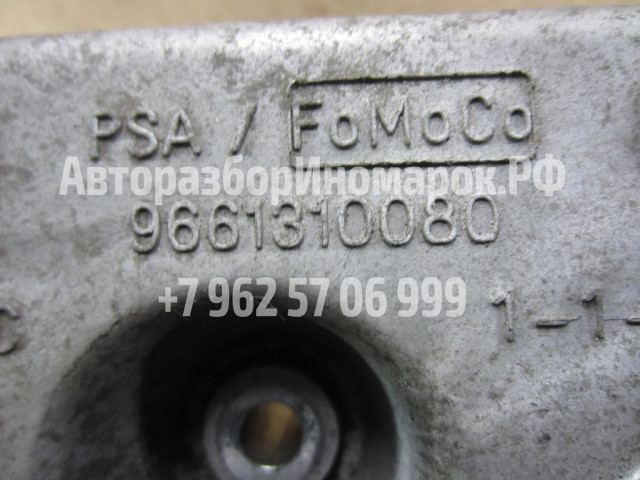 PSA / FoMoCo
АвторазборИномарок.РФ
9661310080
+7 962 57 06 999
C 1-1-